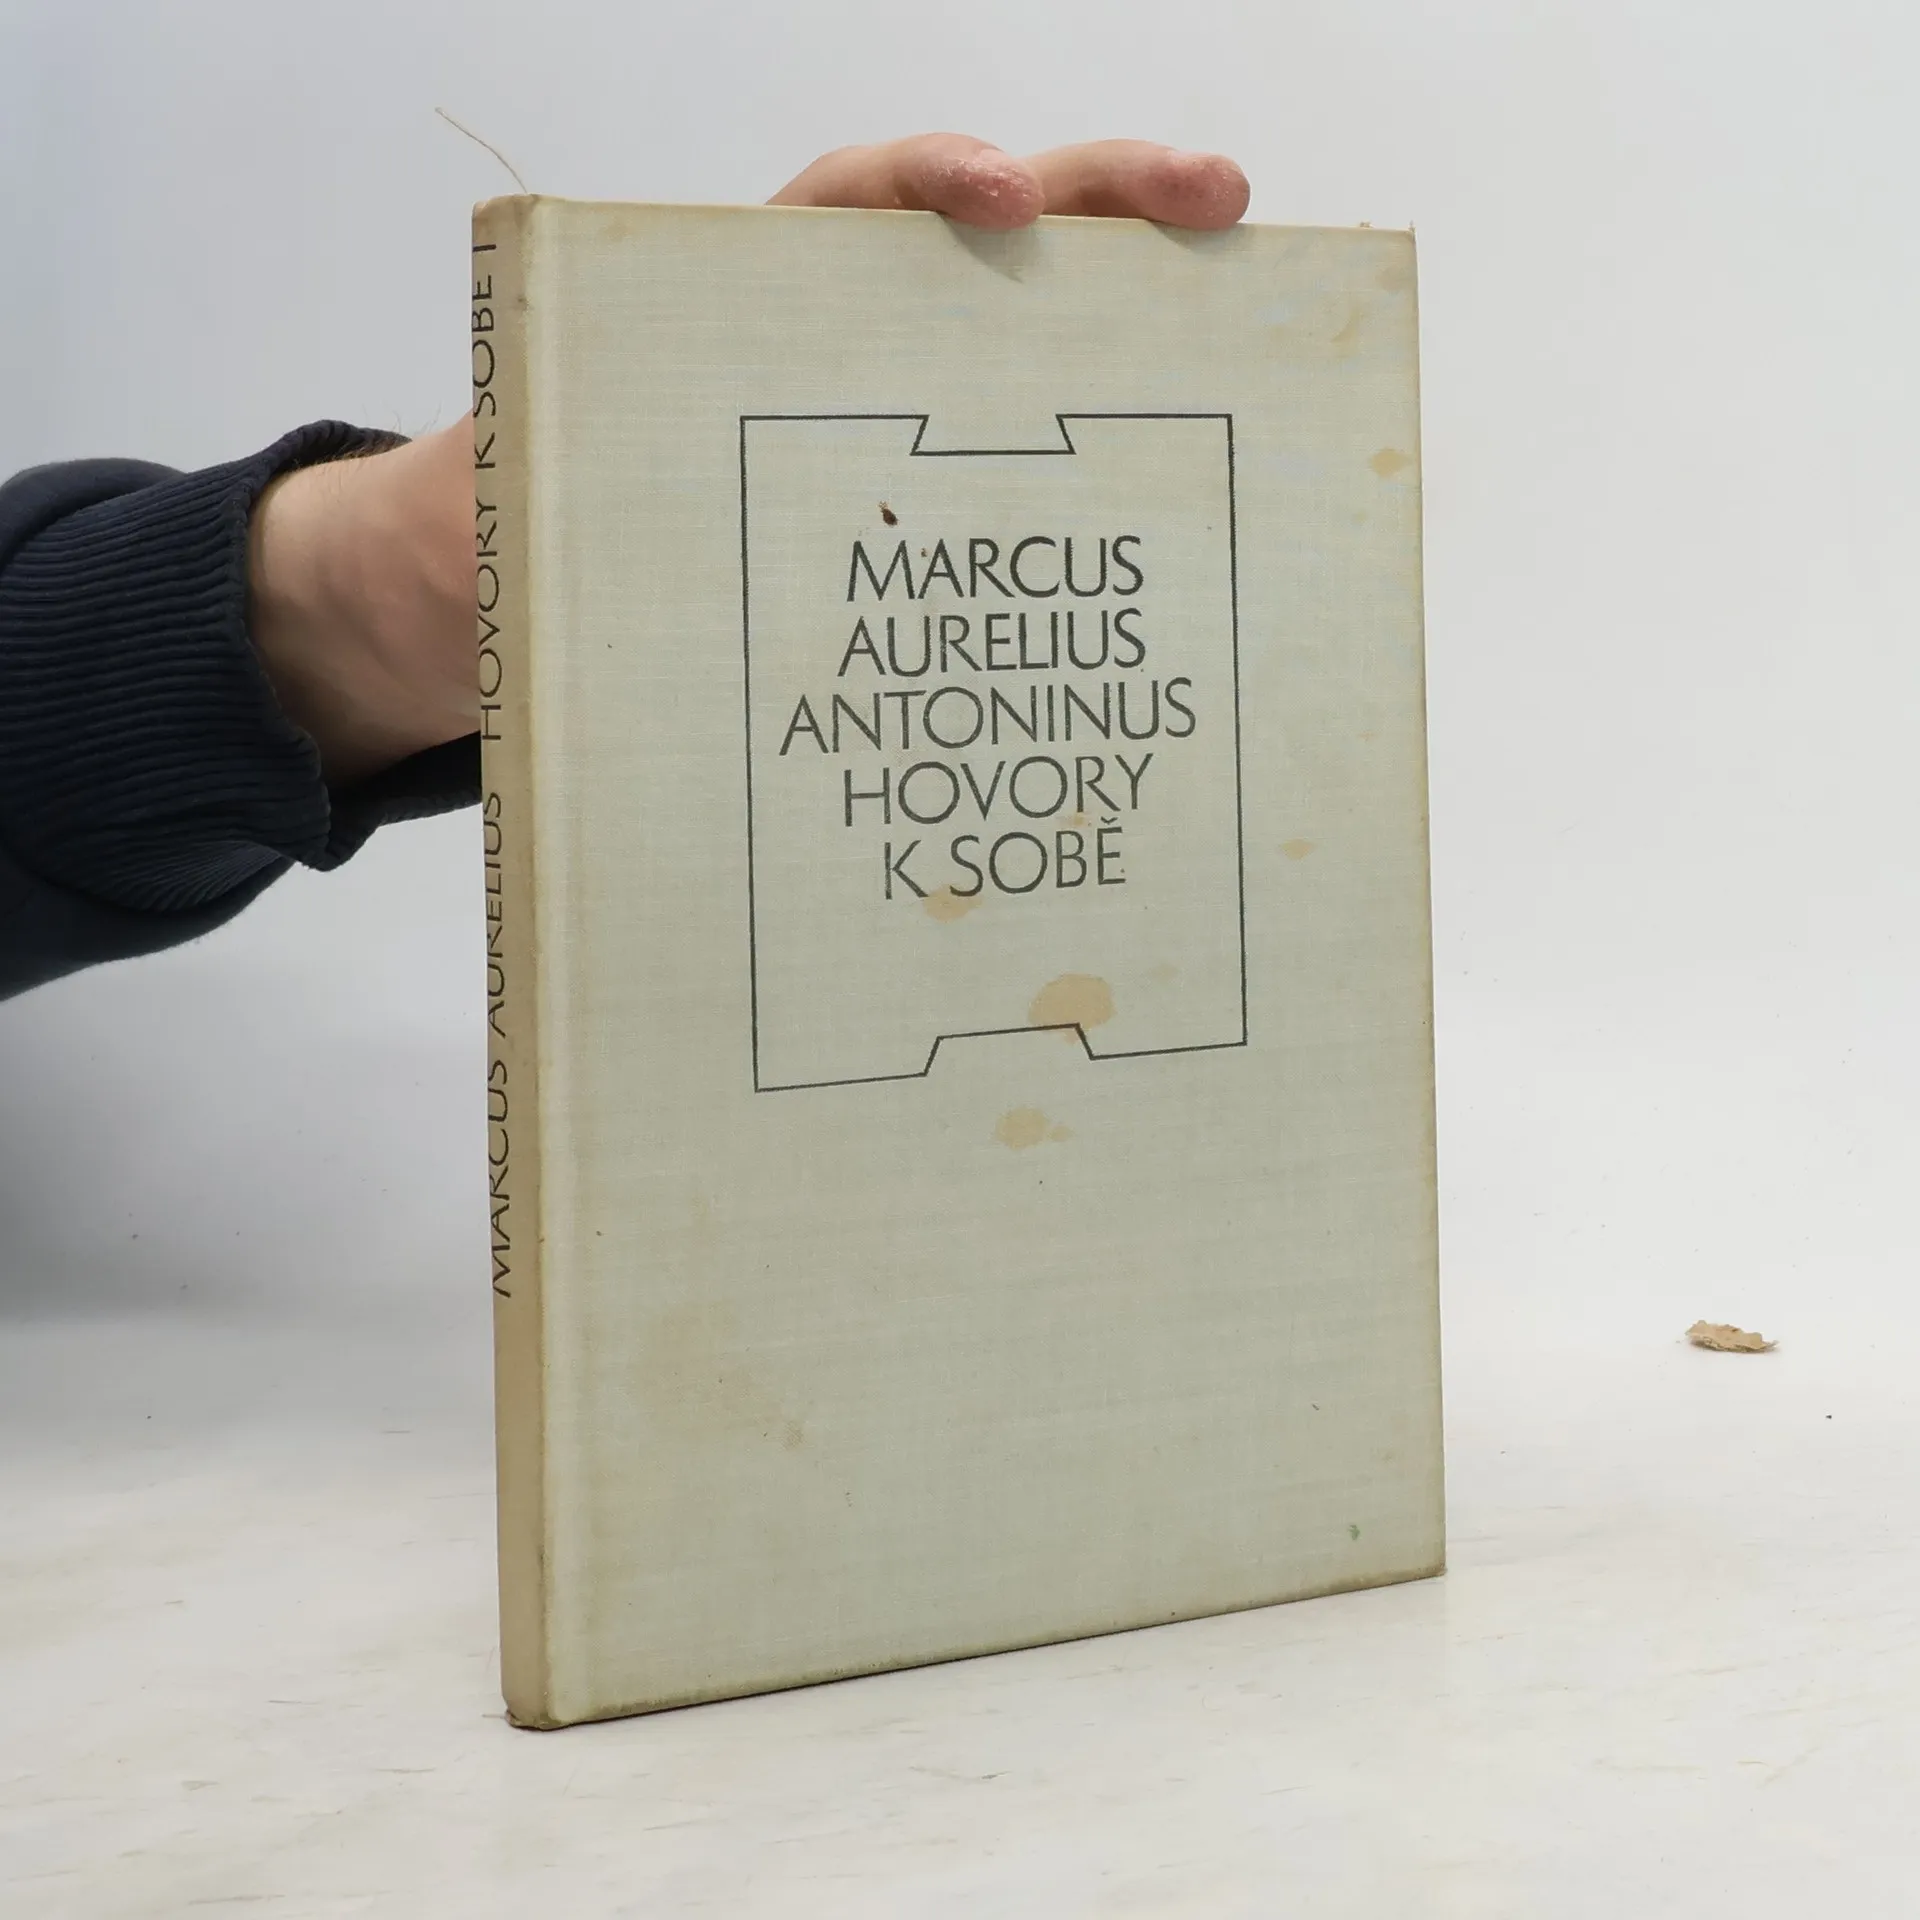 MARCUS
AURELIUS
ANTONINUS
HOVORY
K SOBĚ
MARCUS AURELIUS HOVORY K SOBĚ